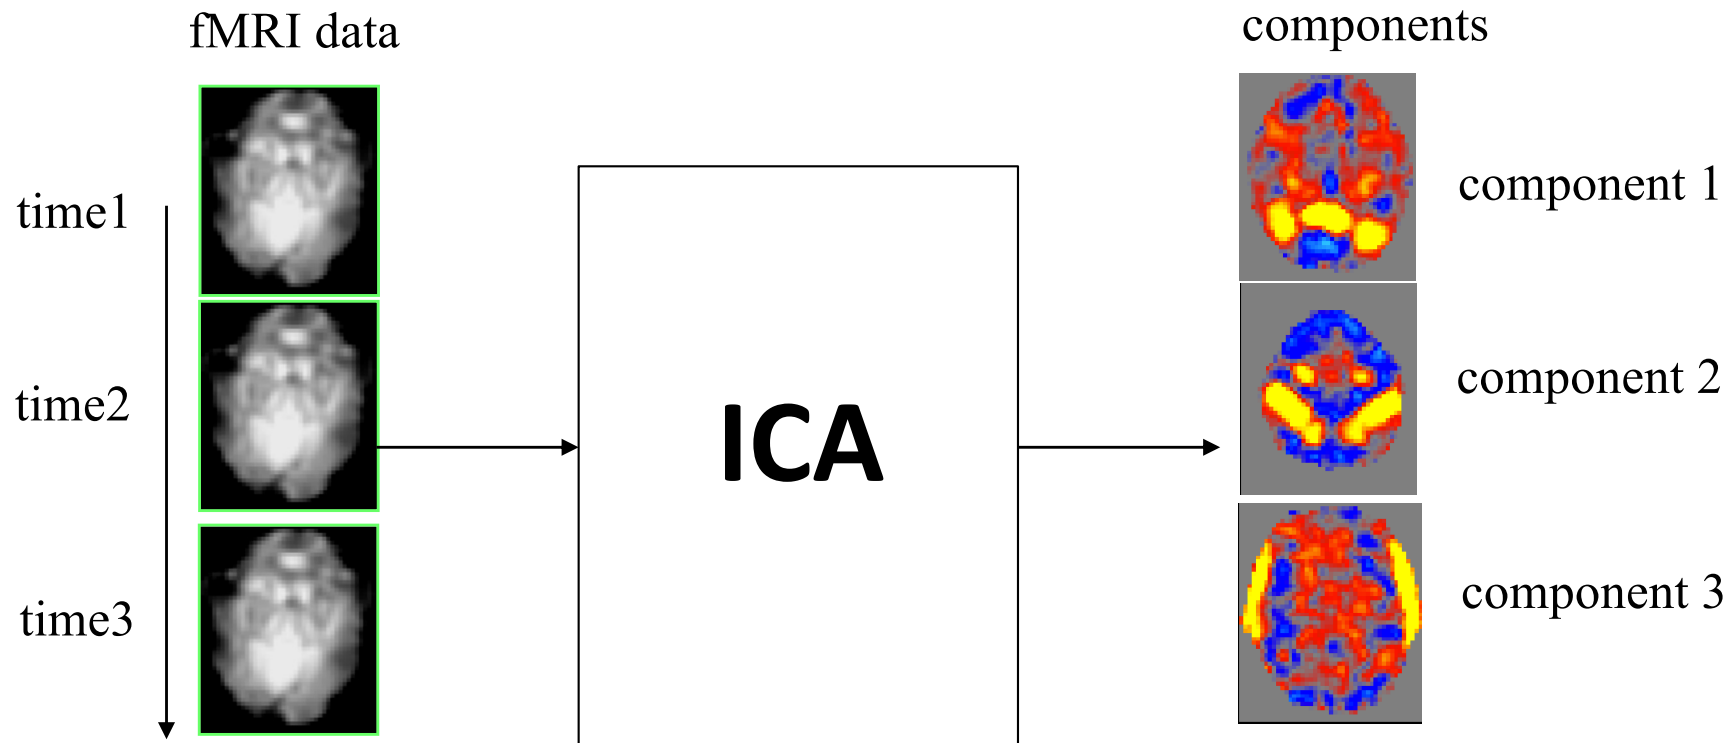 fMRI data
components
time1
component 1
time2
component 2
ICA
time3
component 3